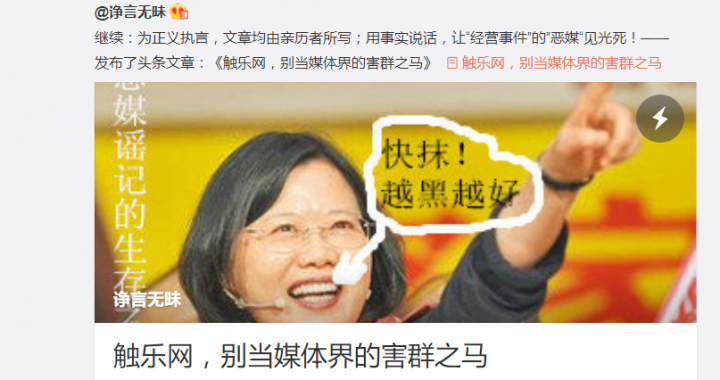 @诤言无昧
继续：为正义执言，文章均由亲历者所写；用事实说话，让“经营事件”的“恶媒“见光死！——
发布了头条文章：《触乐网，别当媒体界的害群之马》 触乐网，别当媒体界的害群之马
媒谣记的生存
快抹！
越黑越好
诤言无昧
触乐网，别当媒体界的害群之马